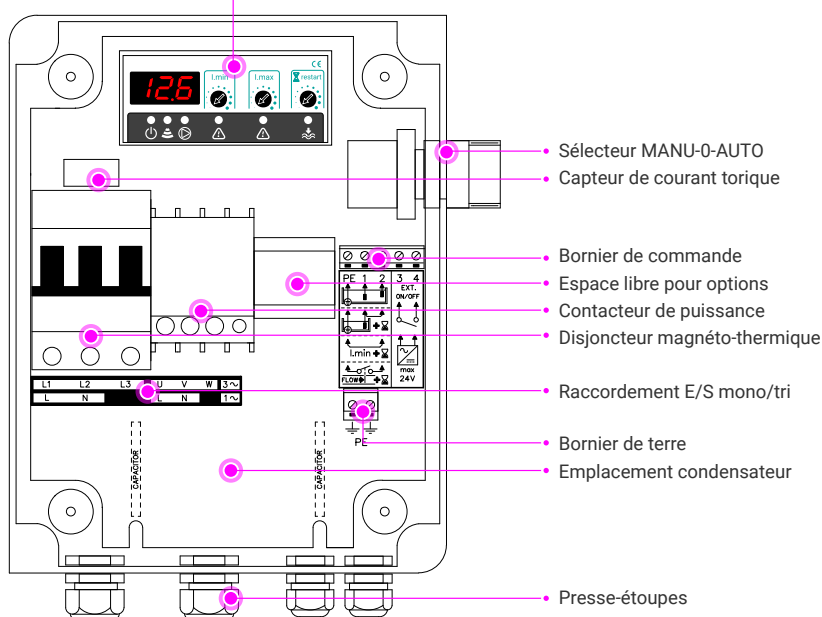 CE
12.6
I.min
I.max
restart
Sélecteur MANU-0-AUTO
Capteur de courant torique
Bornier de commande
Espace libre pour options
Contacteur de puissance
Disjoncteur magnéto-thermique
Raccordement E/S mono/tri
Bornier de terre
Emplacement condensateur
Presse-étoupes
PE 1 2 3 4
EXT.
ON/OFF
+
I.min +
FLOW +
max
24V
L1 L2 L3 U V W 3~
L N L N 1~
PE
CAPACITOR
CAPACITOR